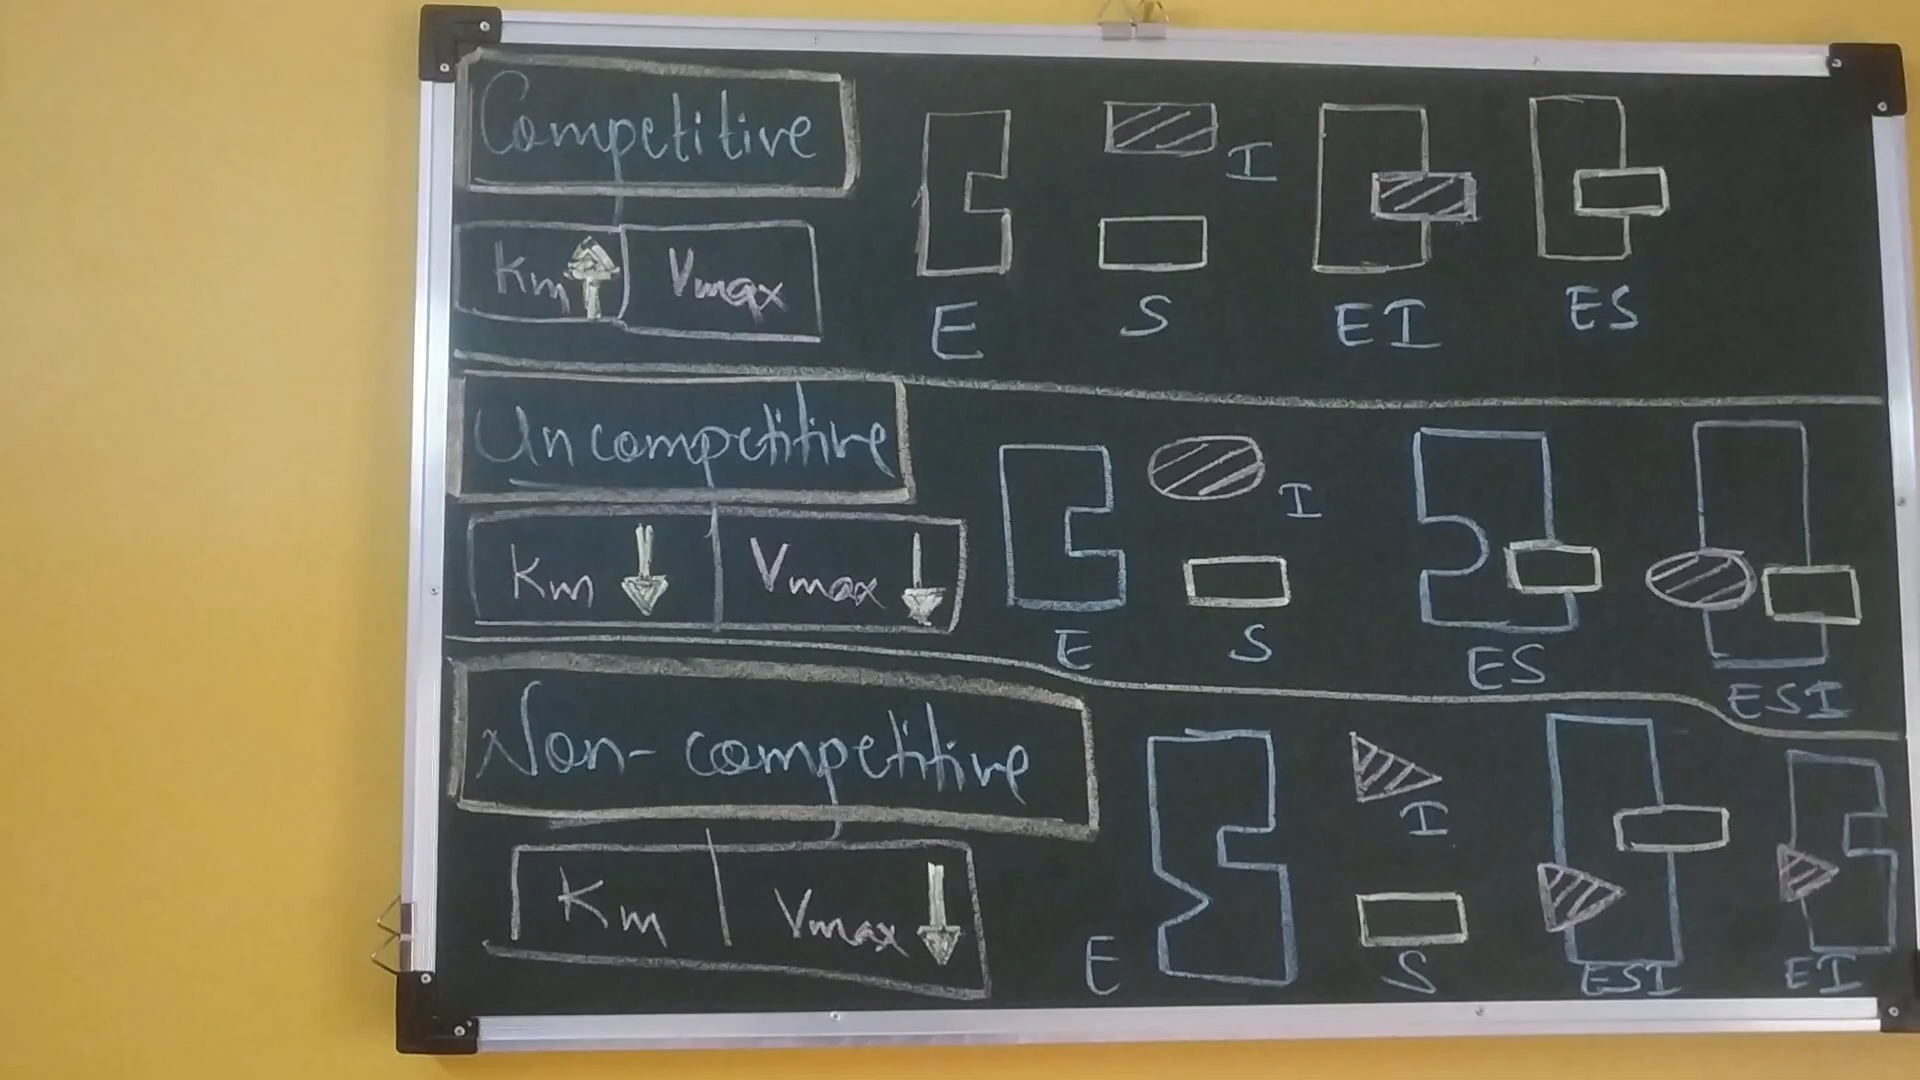 Competitive
Km Vmax
I
E S EI ES
Uncompetitive
Km Vmax
I
E S ES ESI
Non-competitive
Km Vmax
I
E S ESI EI